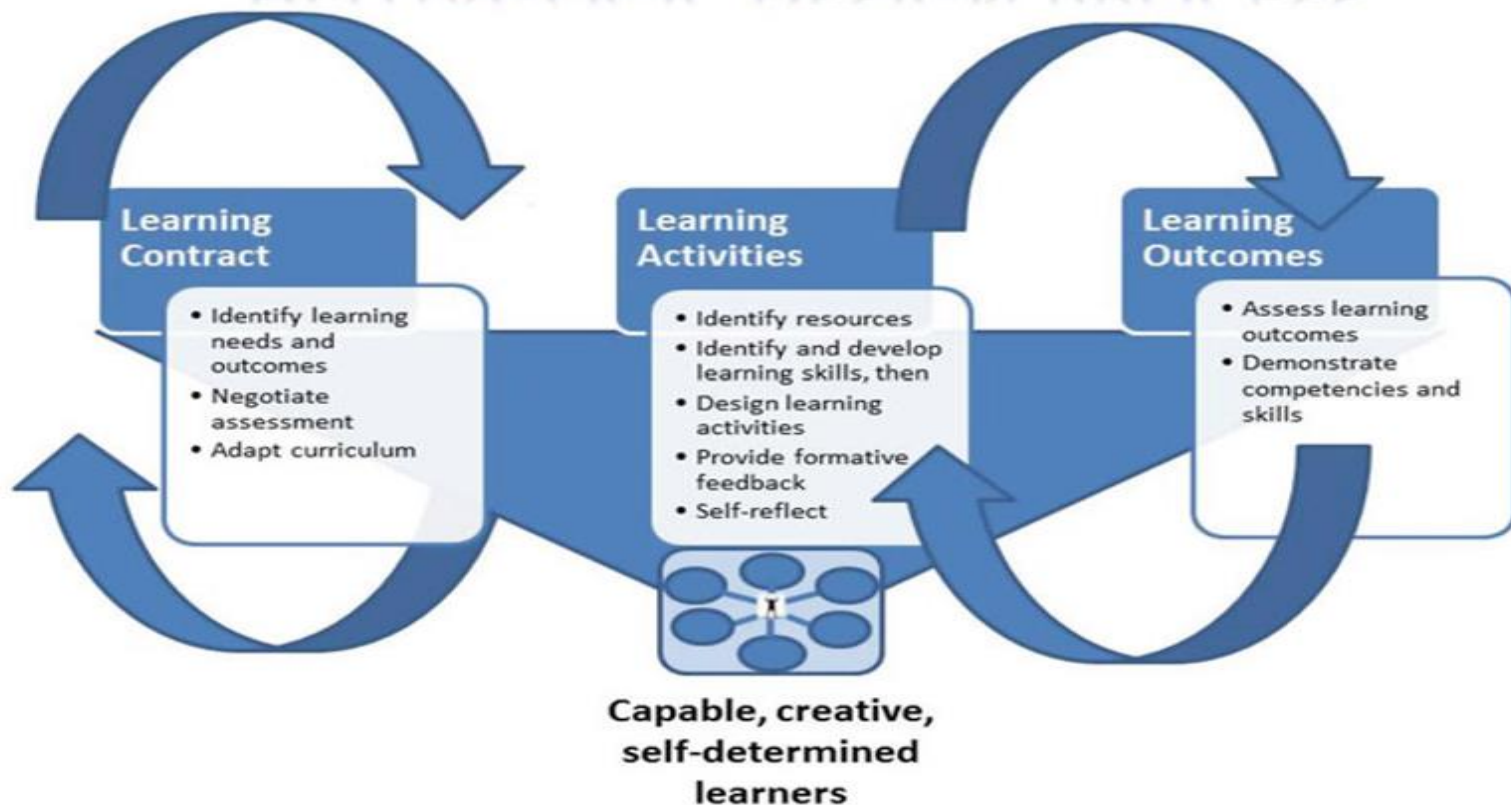 Learning
Contract
• Identify learning
needs and
outcomes
• Negotiate
assessment
• Adapt curriculum
Learning
Activities
• Identify resources
• Identify and develop
learning skills, then
• Design learning
activities
• Provide formative
feedback
• Self-reflect
Learning
Outcomes
• Assess learning
outcomes
• Demonstrate
competencies and
skills
Capable, creative,
self-determined
learners